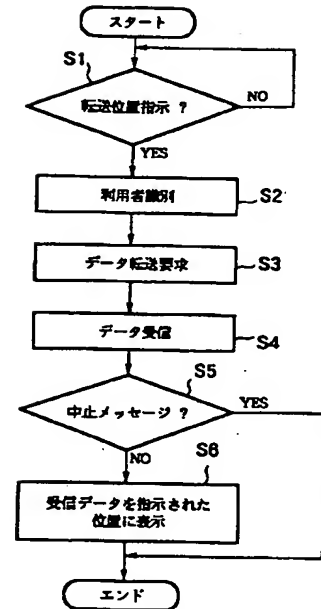 スタート
S1
転送位置指示 ?
NO
YES
利用者識別
S2
データ転送要求
S3
データ受信
S4
S5
中止メッセージ ?
YES
NO
S6
受信データを指示された
位置に表示
エンド